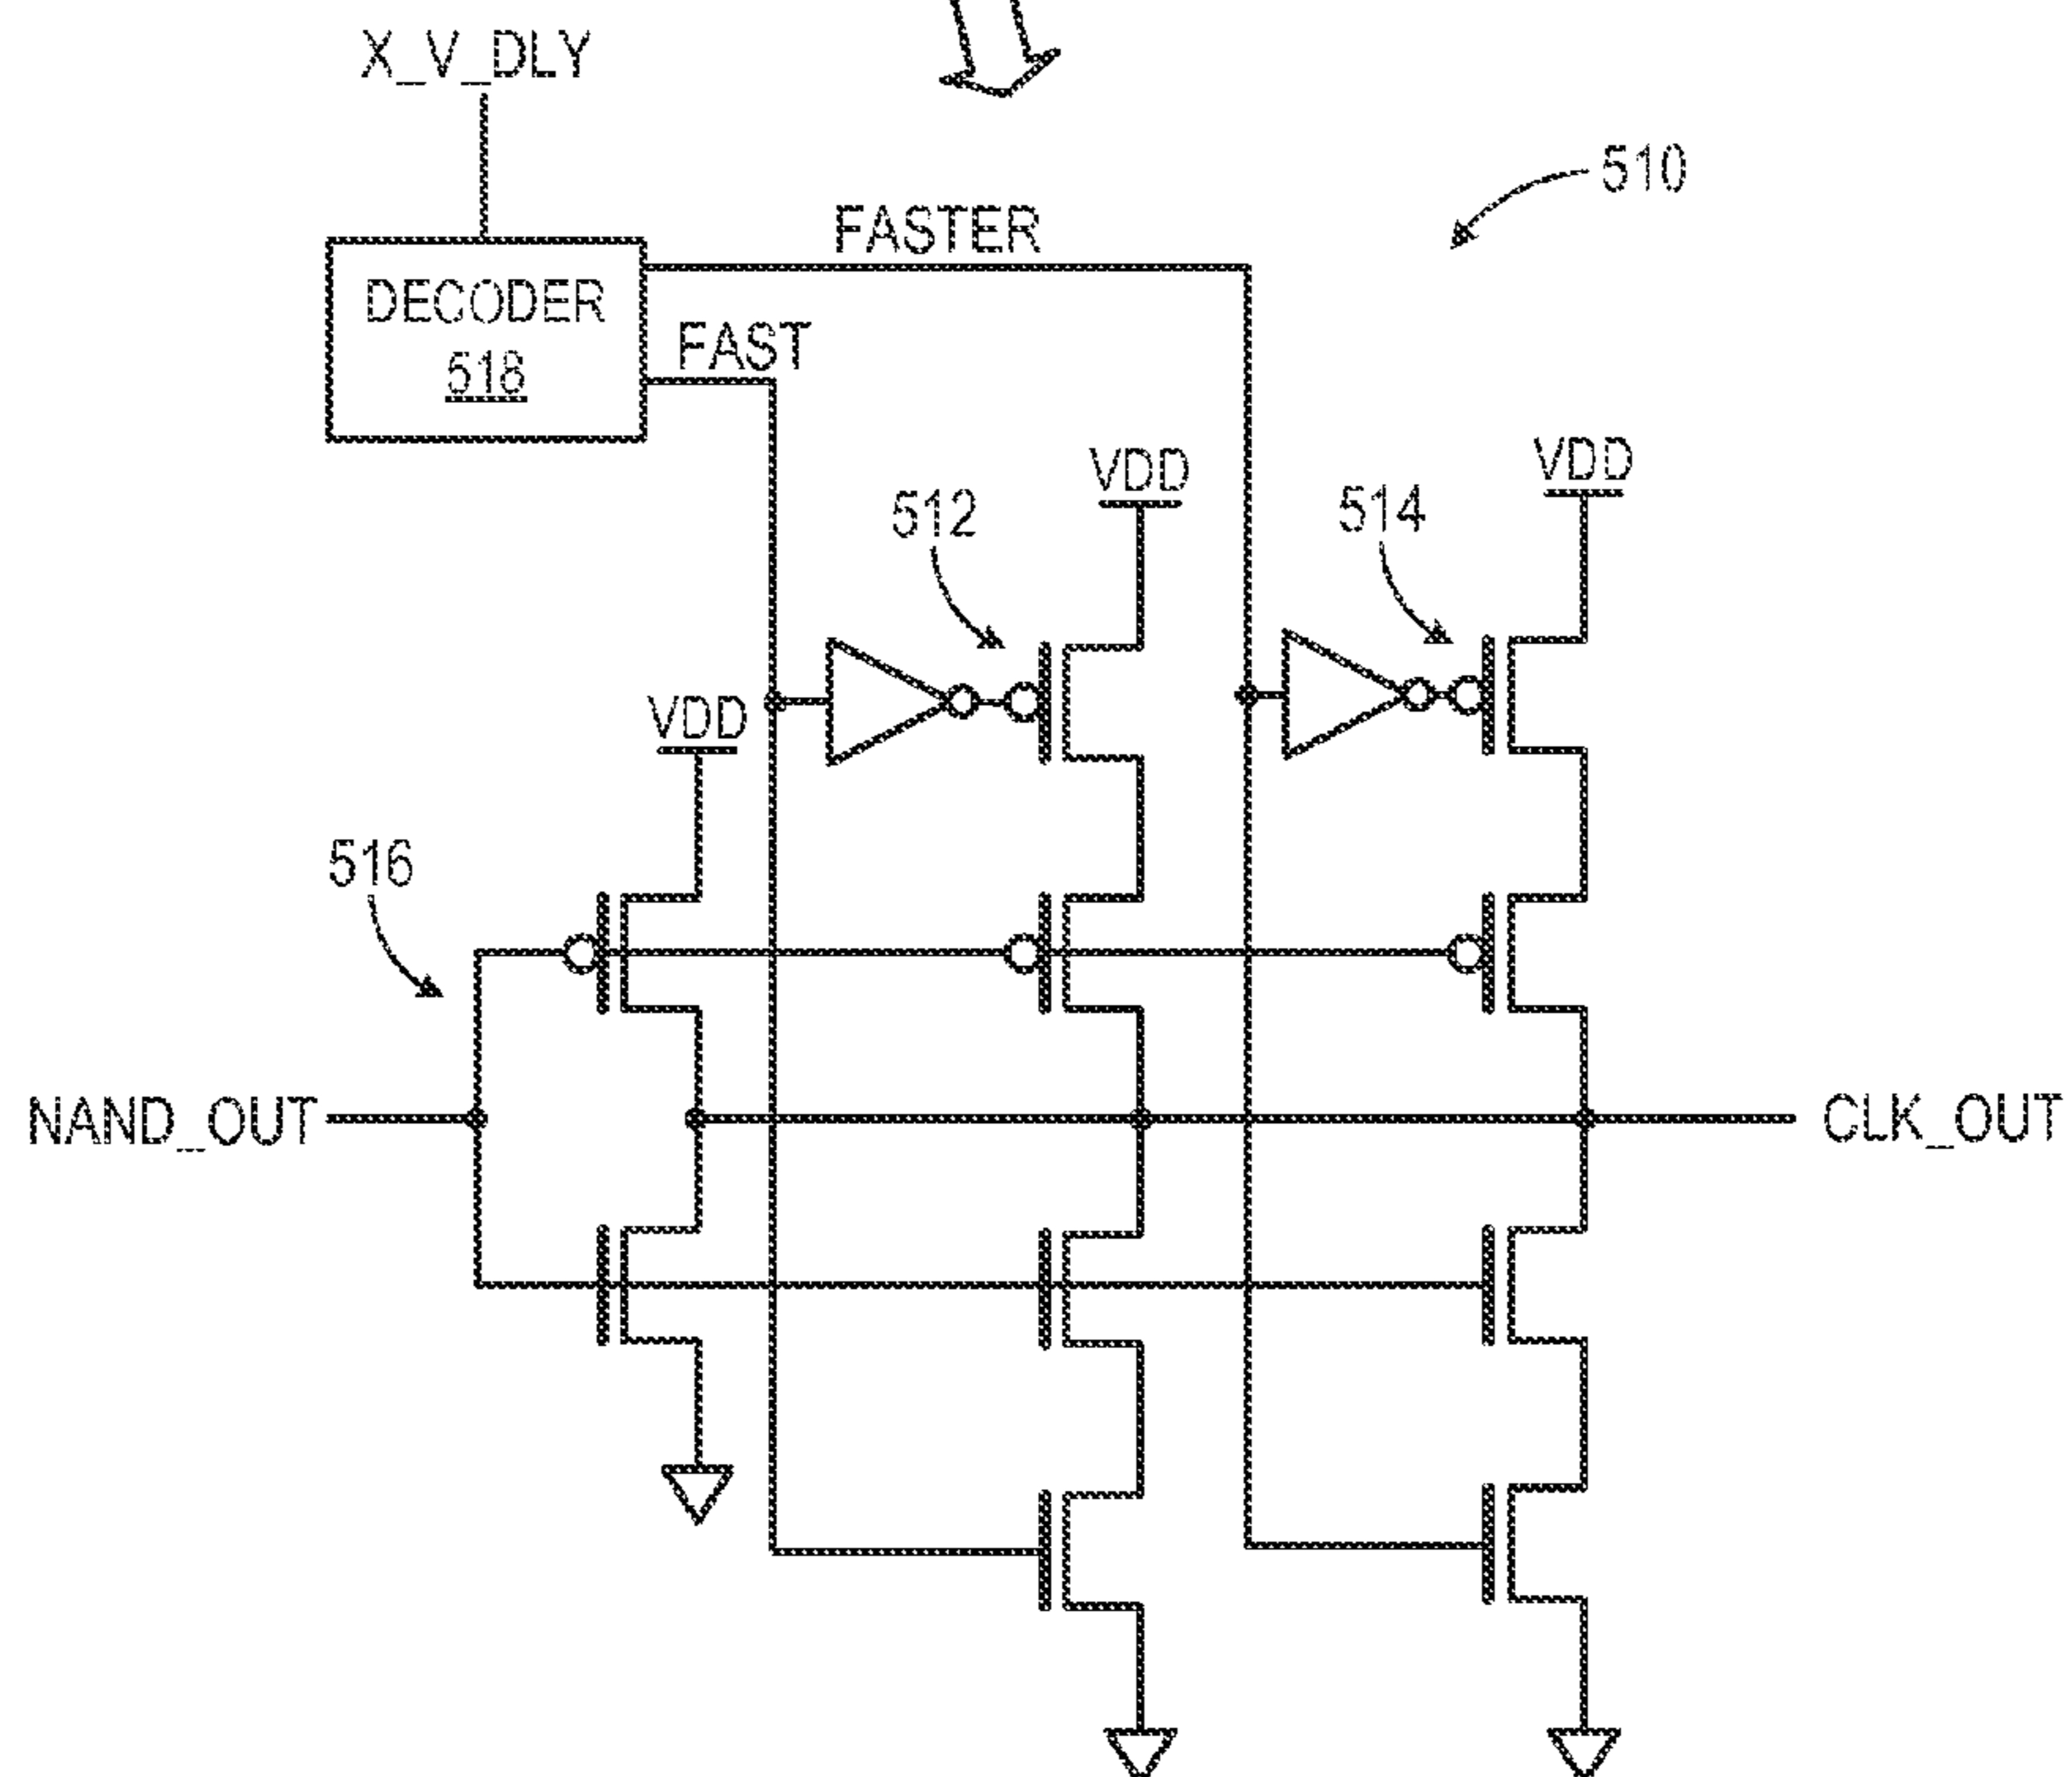 X_V_DLY
510
FASTER
DECODER
518
FAST
VDD
VDD
512
514
VDD
516
NAND_OUT
CLK_OUT